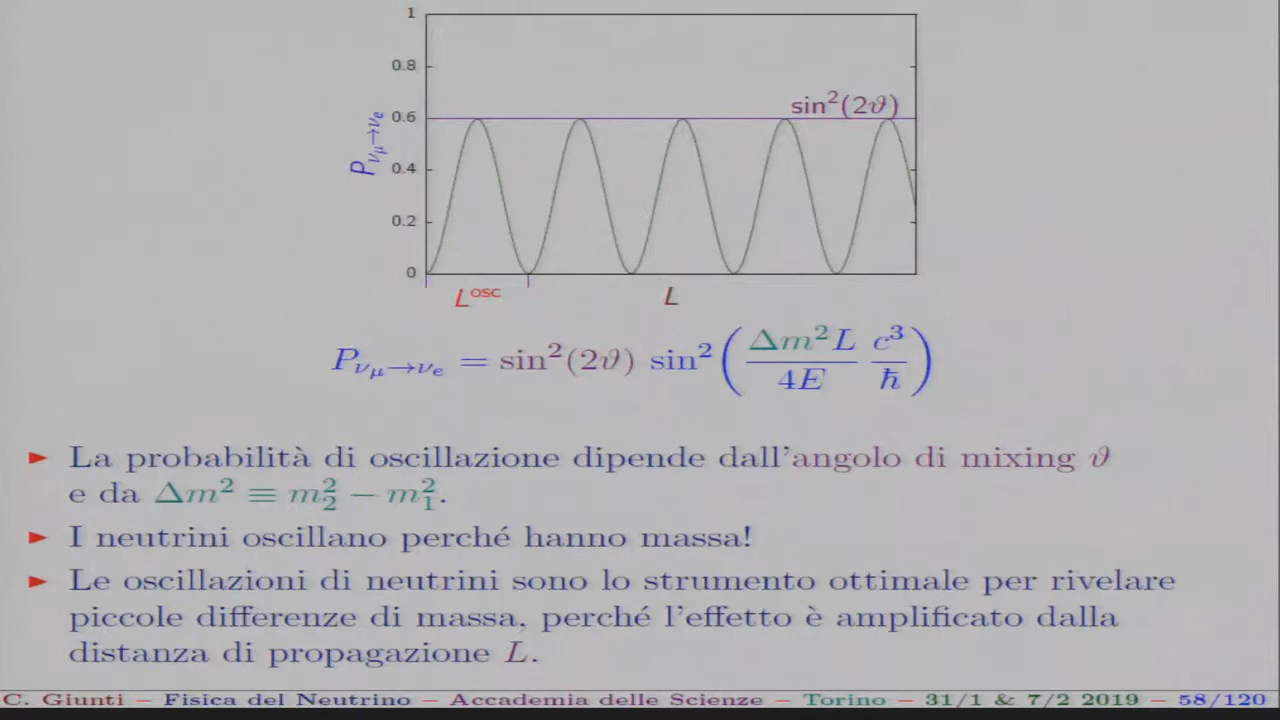 1
0.8
0.6
0.4
0.2
0
P_{ν_μ→ν_e}
sin²(2ϑ)
L^{osc}
L
P_{ν_μ→ν_e} = sin²(2ϑ) sin²(Δm²L/4E c³/ħ)
► La probabilità di oscillazione dipende dall'angolo di mixing ϑ
e da Δm² ≡ m₂² − m₁².
► I neutrini oscillano perché hanno massa!
► Le oscillazioni di neutrini sono lo strumento ottimale per rivelare
piccole differenze di massa, perché l'effetto è amplificato dalla
distanza di propagazione L.
C. Giunti − Fisica del Neutrino − Accademia delle Scienze − Torino − 31/1 & 7/2 2019 − 58/120